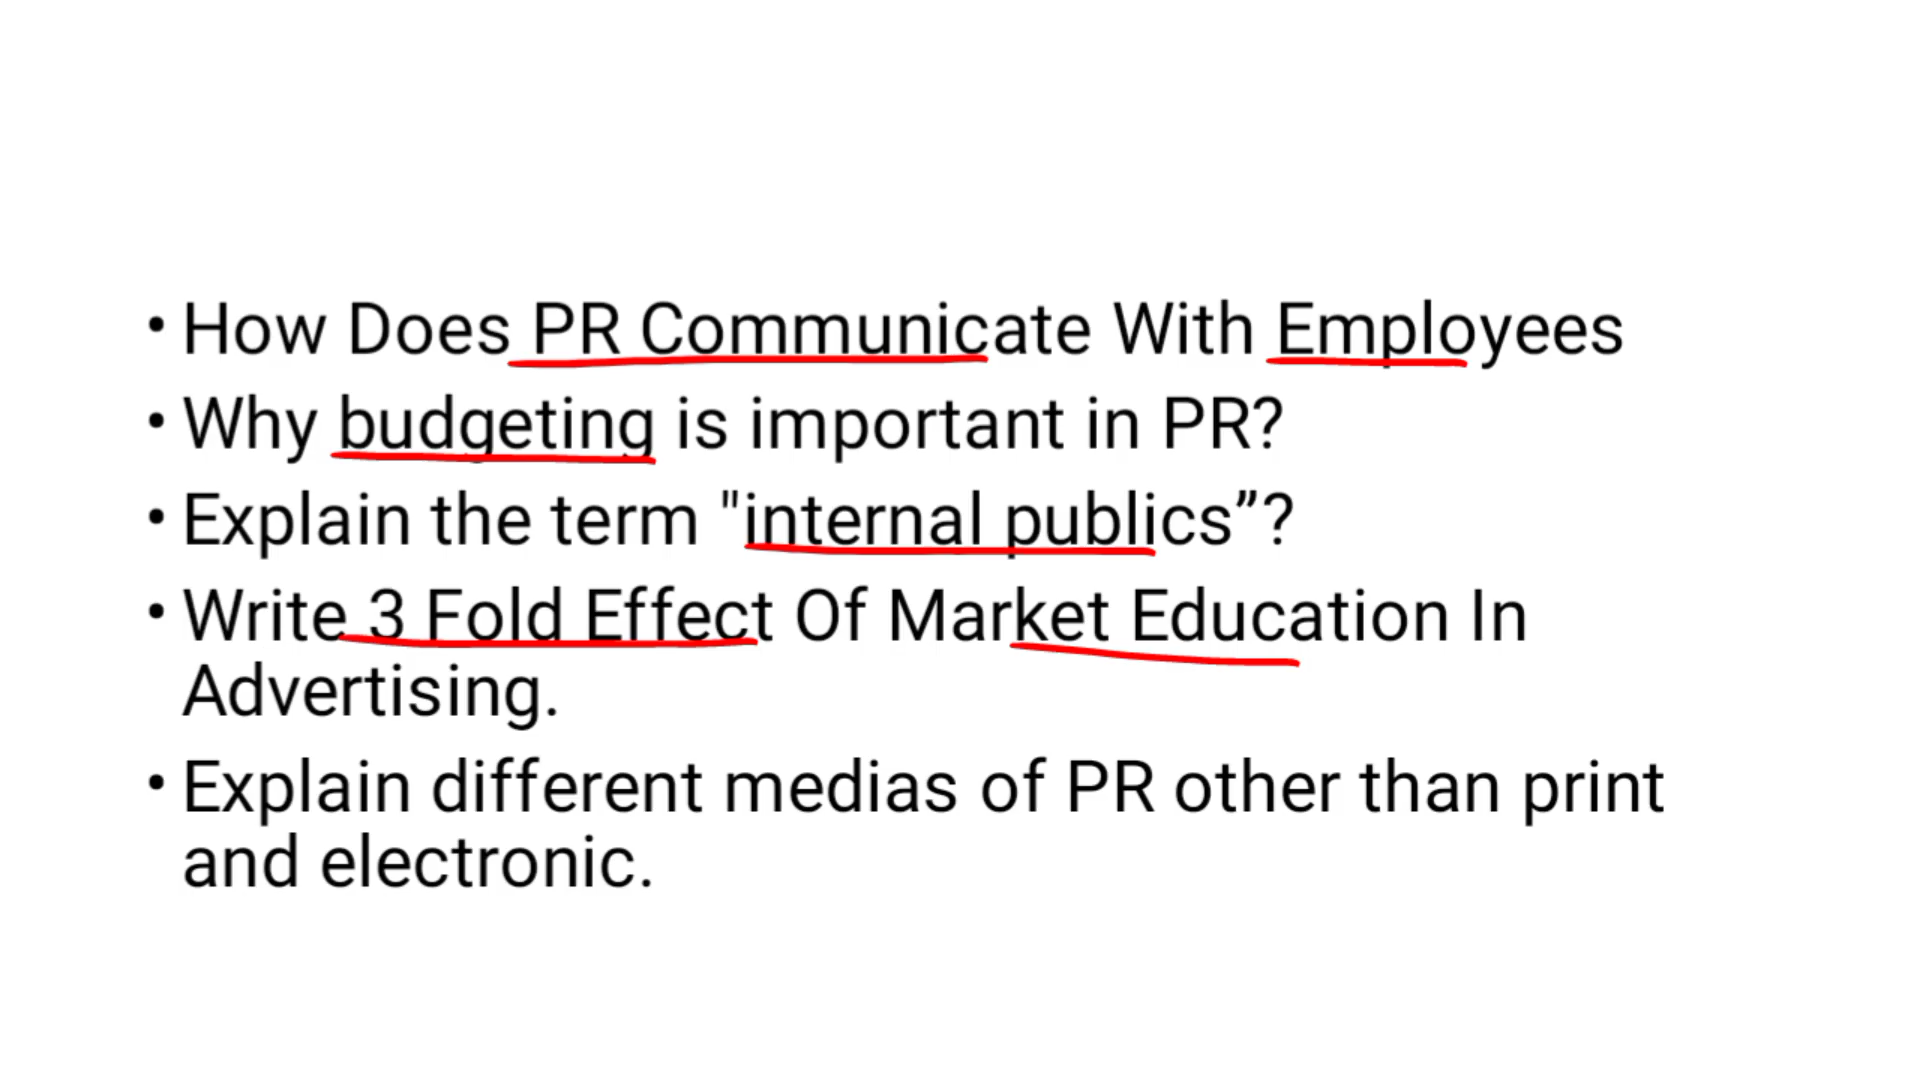 • How Does PR Communicate With Employees
• Why budgeting is important in PR?
• Explain the term "internal publics”?
• Write 3 Fold Effect Of Market Education In
Advertising.
• Explain different medias of PR other than print
and electronic.